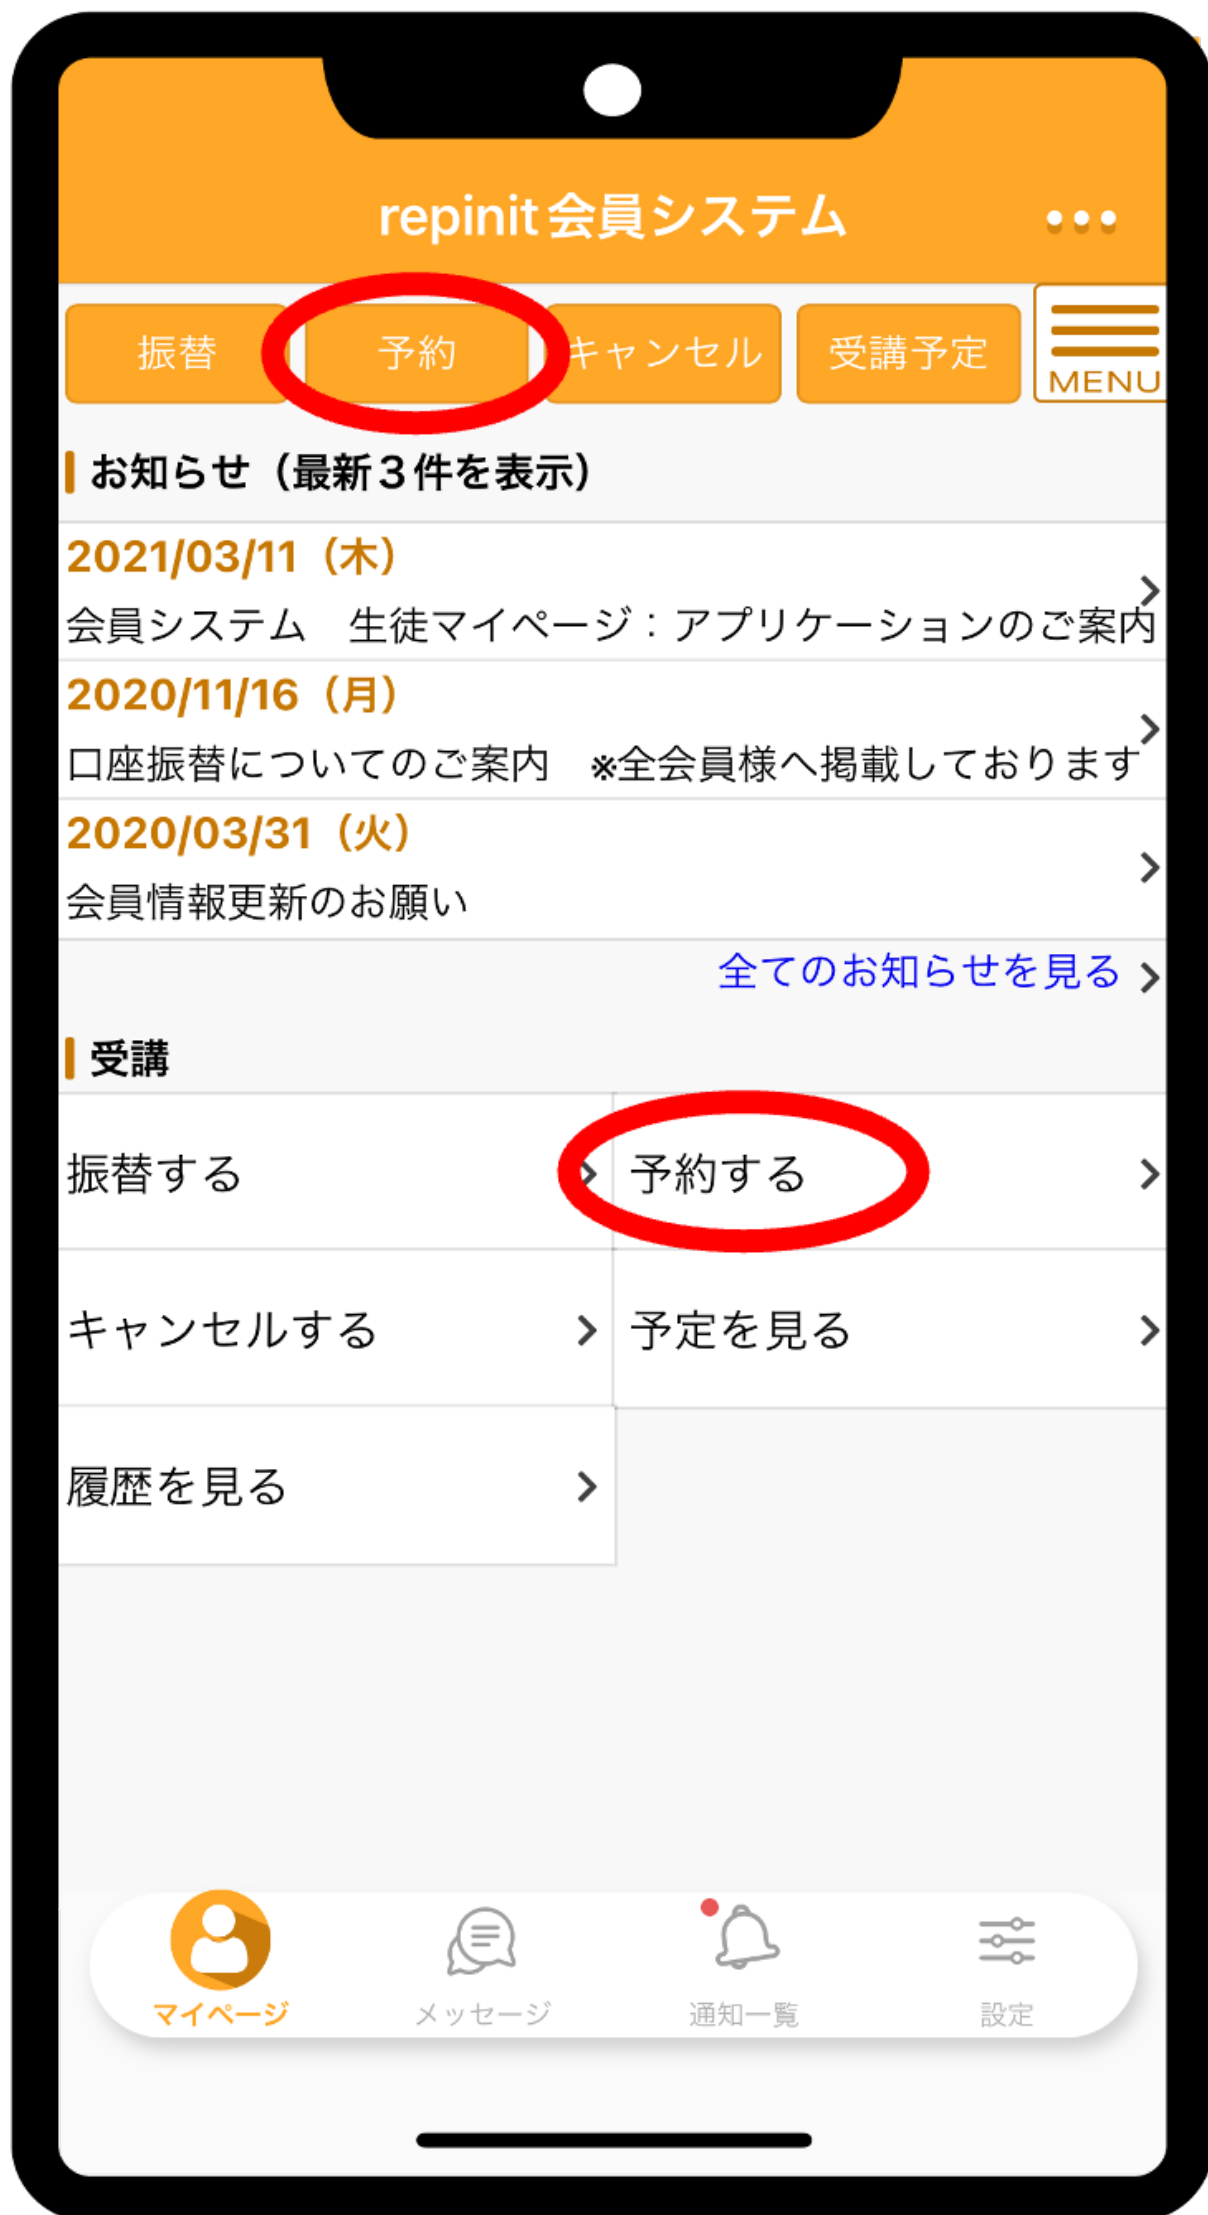 repinit会員システム
振替 予約 キャンセル 受講予定 MENU
お知らせ（最新３件を表示）
2021/03/11（木）
会員システム　生徒マイページ：アプリケーションのご案内
2020/11/16（月）
口座振替についてのご案内　※全会員様へ掲載しております
2020/03/31（火）
会員情報更新のお願い
全てのお知らせを見る
受講
振替する 予約する
キャンセルする 予定を見る
履歴を見る
マイページ メッセージ 通知一覧 設定